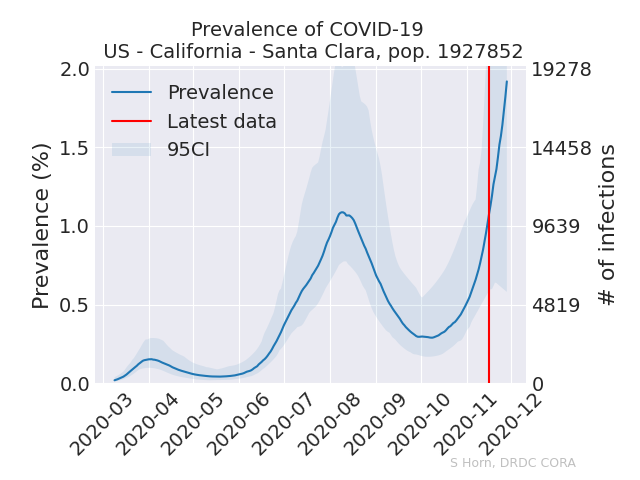 Prevalence of COVID-19
US - California - Santa Clara, pop. 1927852
Prevalence
Latest data
95CI
2.0
1.5
1.0
0.5
0.0
Prevalence (%)
19278
14458
9639
4819
0
# of infections
2020-03
2020-04
2020-05
2020-06
2020-07
2020-08
2020-09
2020-10
2020-11
2020-12
S Horn, DRDC CORA